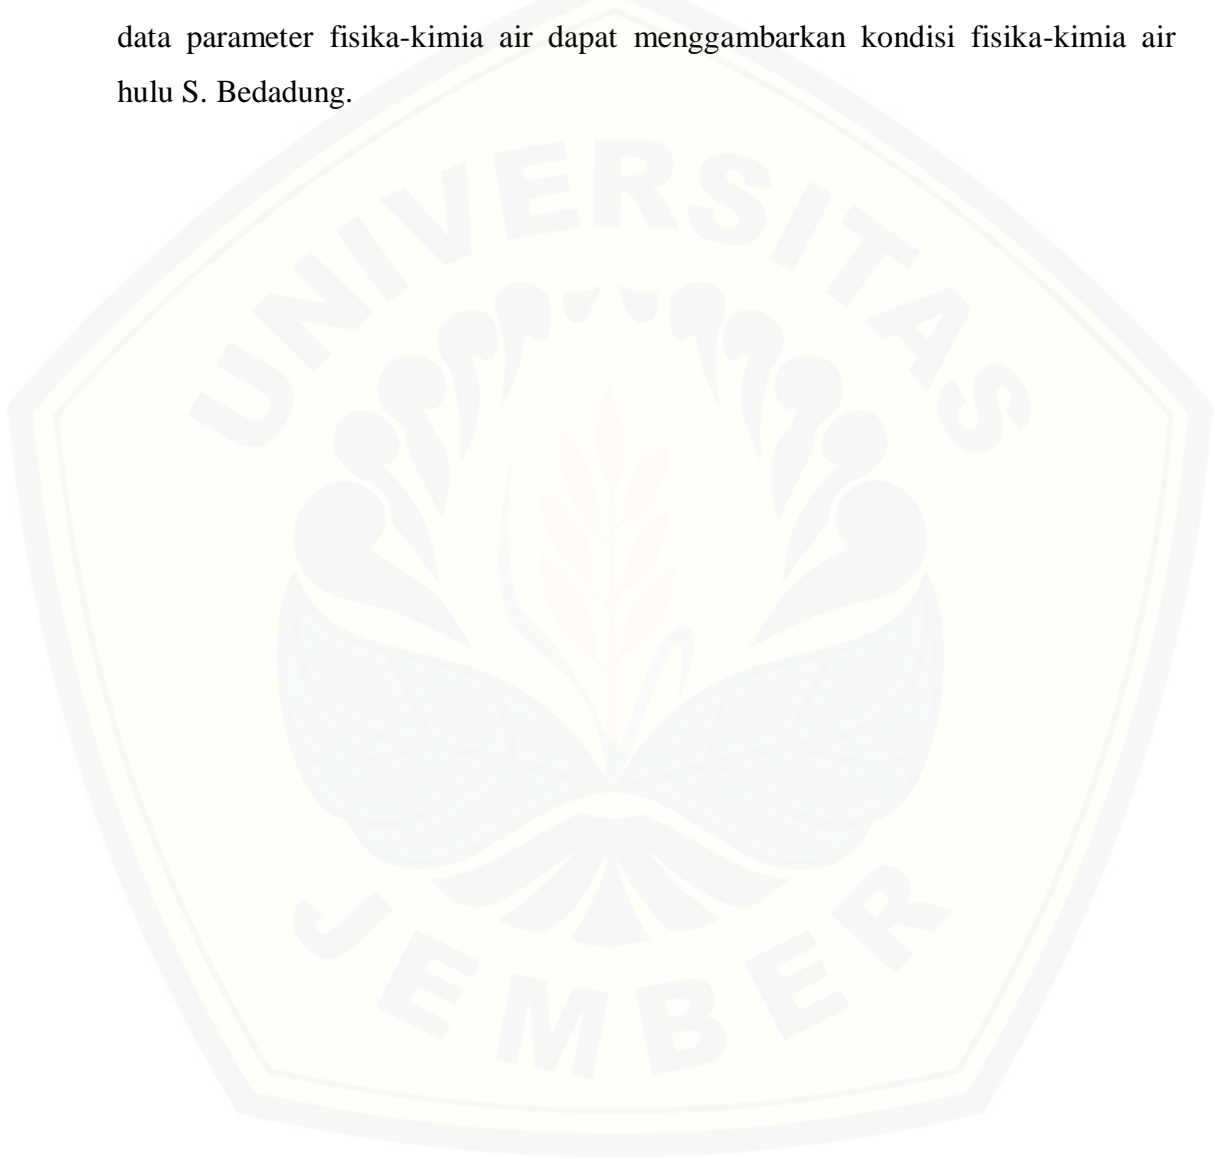 data parameter fisika-kimia air dapat menggambarkan kondisi fisika-kimia air
hulu S. Bedadung.
UNIVERSITAS
JEMBER